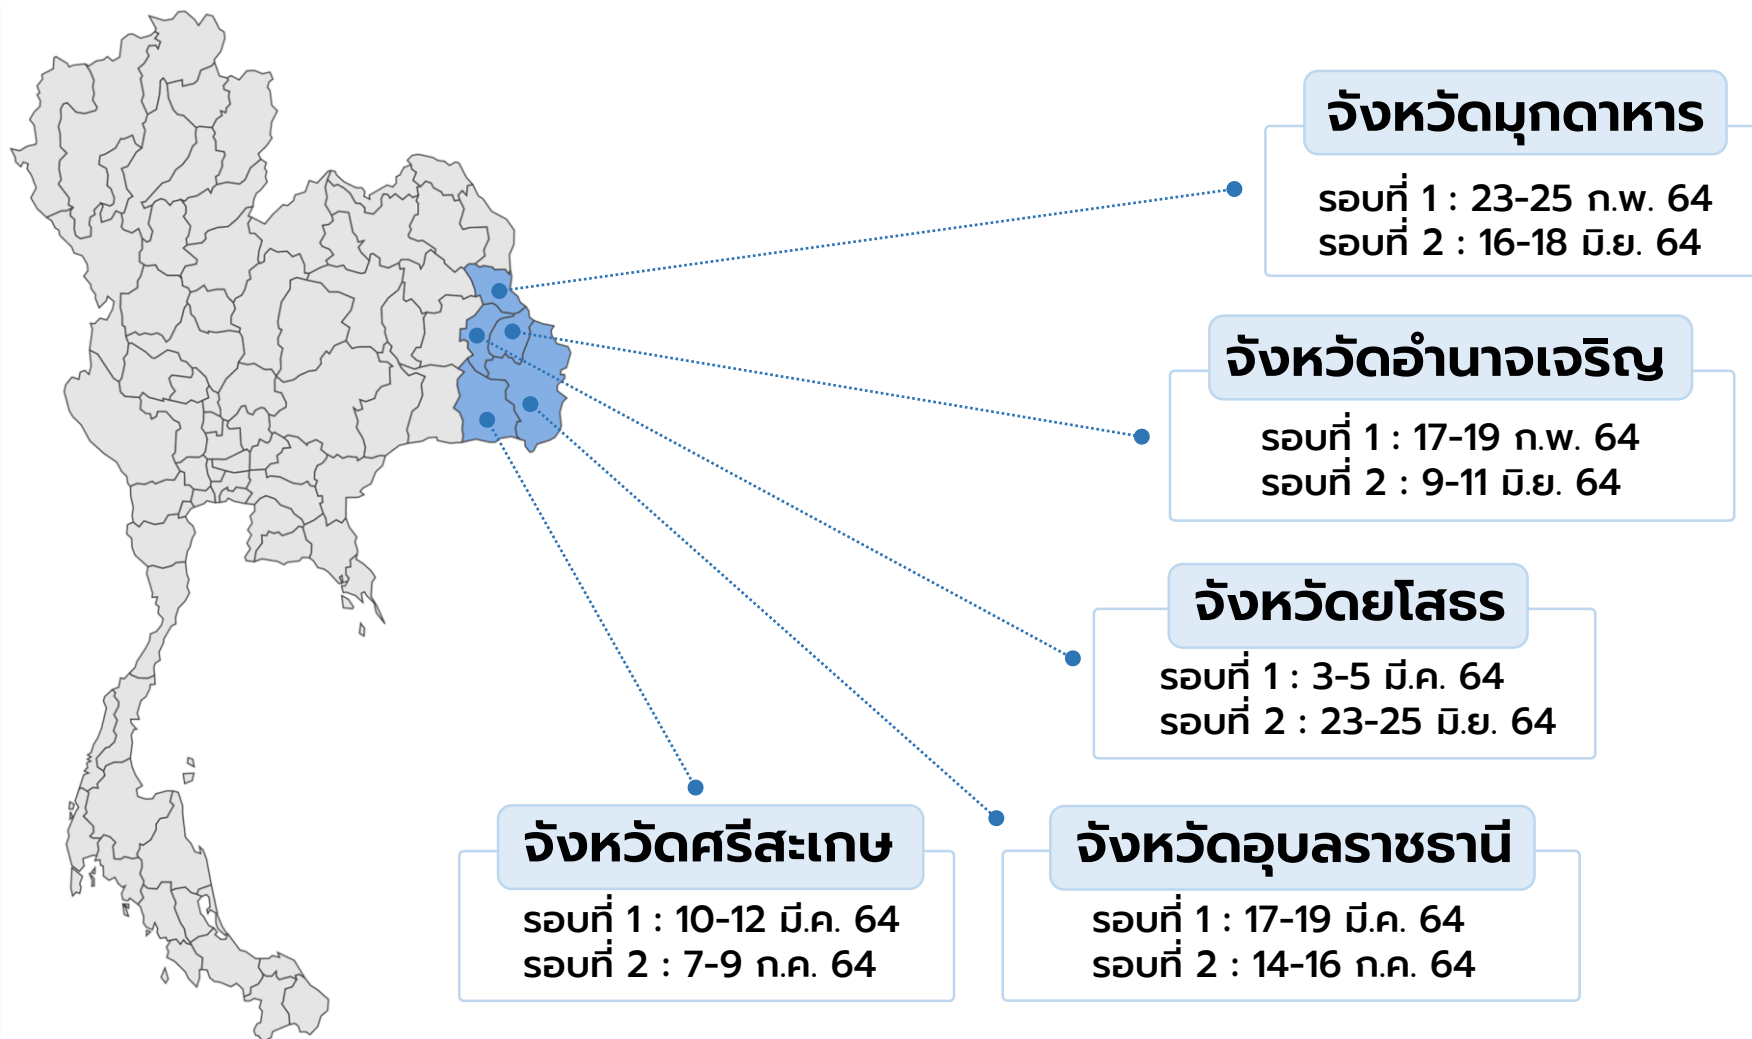 จังหวัดมุกดาหาร
รอบที่ 1 : 23-25 ก.พ. 64
รอบที่ 2 : 16-18 มิ.ย. 64
จังหวัดอำนาจเจริญ
รอบที่ 1 : 17-19 ก.พ. 64
รอบที่ 2 : 9-11 มิ.ย. 64
จังหวัดยโสธร
รอบที่ 1 : 3-5 มี.ค. 64
รอบที่ 2 : 23-25 มิ.ย. 64
จังหวัดศรีสะเกษ
รอบที่ 1 : 10-12 มี.ค. 64
รอบที่ 2 : 7-9 ก.ค. 64
จังหวัดอุบลราชธานี
รอบที่ 1 : 17-19 มี.ค. 64
รอบที่ 2 : 14-16 ก.ค. 64